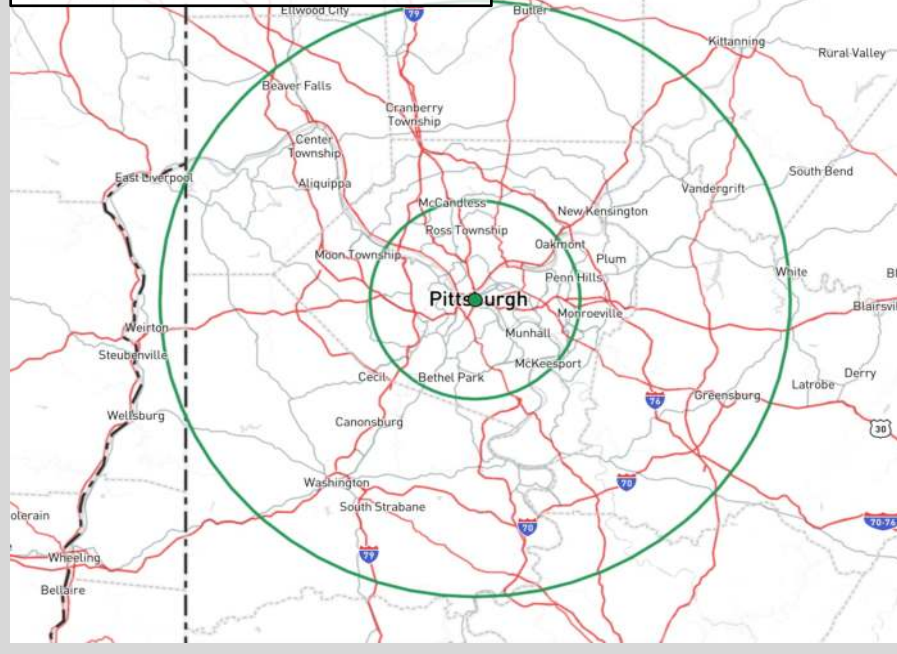 Ellwood City
79
Butler
Kittanning
Rural Valley
Beaver Falls
Cranberry
Township
Center
Township
East Liverpool
Aliquippa
South Bend
Vandergrift
McCandless
New Kensington
Ross Township
Oakmont
Moon Township
Plum
Penn Hills
White
Pittsburgh
Monroeville
Blairsvil
Weirton
Munhall
Steubenville
McKeesport
Cecil
Bethel Park
Derry
Latrobe
Greensburg
76
Wellsburg
Canonsburg
30
Washington
70
South Strabane
olerain
70
70-76
79
Wheeling
Bellaire